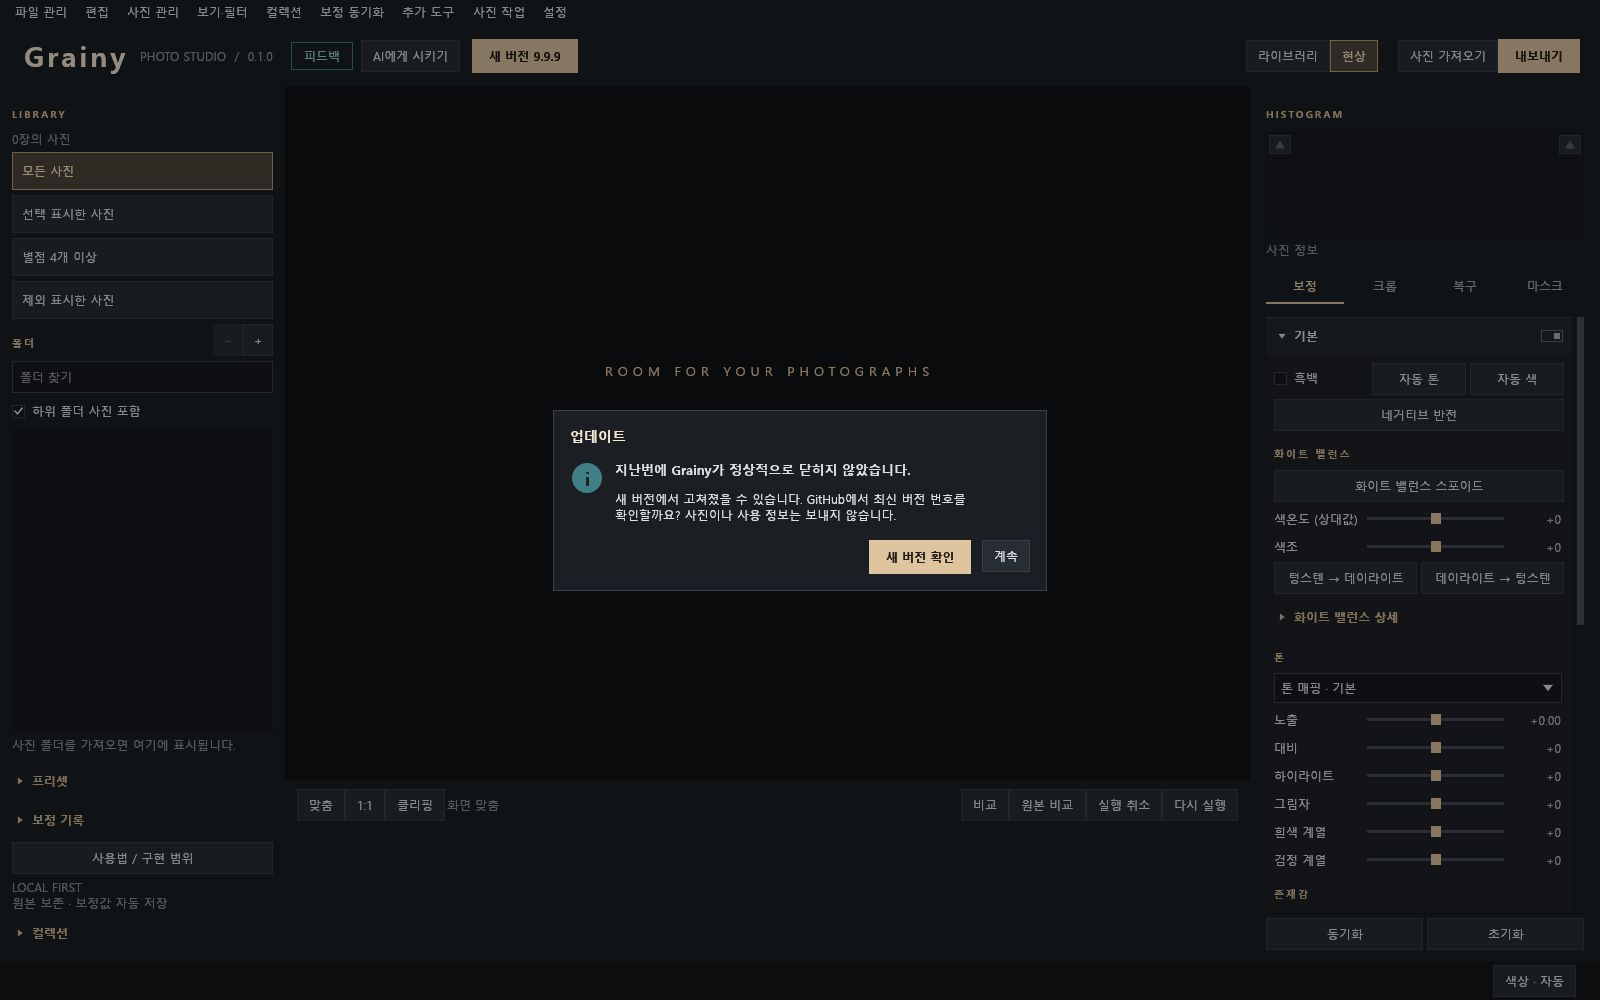 파일 관리 편집 사진 관리 보기·필터 컬렉션 보정 동기화 추가 도구 사진 작업 설정
Grainy PHOTO STUDIO / 0.1.0 피드백 AI에게 시키기 새 버전 9.9.9 라이브러리 현상 사진 가져오기 내보내기
LIBRARY
0장의 사진
모든 사진
선택 표시한 사진
별점 4개 이상
제외 표시한 사진
폴더 − +
폴더 찾기
하위 폴더 사진 포함
사진 폴더를 가져오면 여기에 표시됩니다.
프리셋
보정 기록
사용법 / 구현 범위
LOCAL FIRST
원본 보존 · 보정값 자동 저장
컬렉션
ROOM FOR YOUR PHOTOGRAPHS
업데이트
지난번에 Grainy가 정상적으로 닫히지 않았습니다.
새 버전에서 고쳐졌을 수 있습니다. GitHub에서 최신 버전 번호를
확인할까요? 사진이나 사용 정보는 보내지 않습니다.
새 버전 확인 계속
맞춤 1:1 클리핑 화면 맞춤 비교 원본 비교 실행 취소 다시 실행
HISTOGRAM
사진 정보
보정 크롭 복구 마스크
기본
흑백 자동 톤 자동 색
네거티브 반전
화이트 밸런스
화이트 밸런스 스포이드
색온도 (상대값) +0
색조 +0
텅스텐 → 데이라이트 데이라이트 → 텅스텐
화이트 밸런스 상세
톤
톤 매핑 · 기본
노출 +0.00
대비 +0
하이라이트 +0
그림자 +0
흰색 계열 +0
검정 계열 +0
존재감
동기화 초기화
색상 · 자동